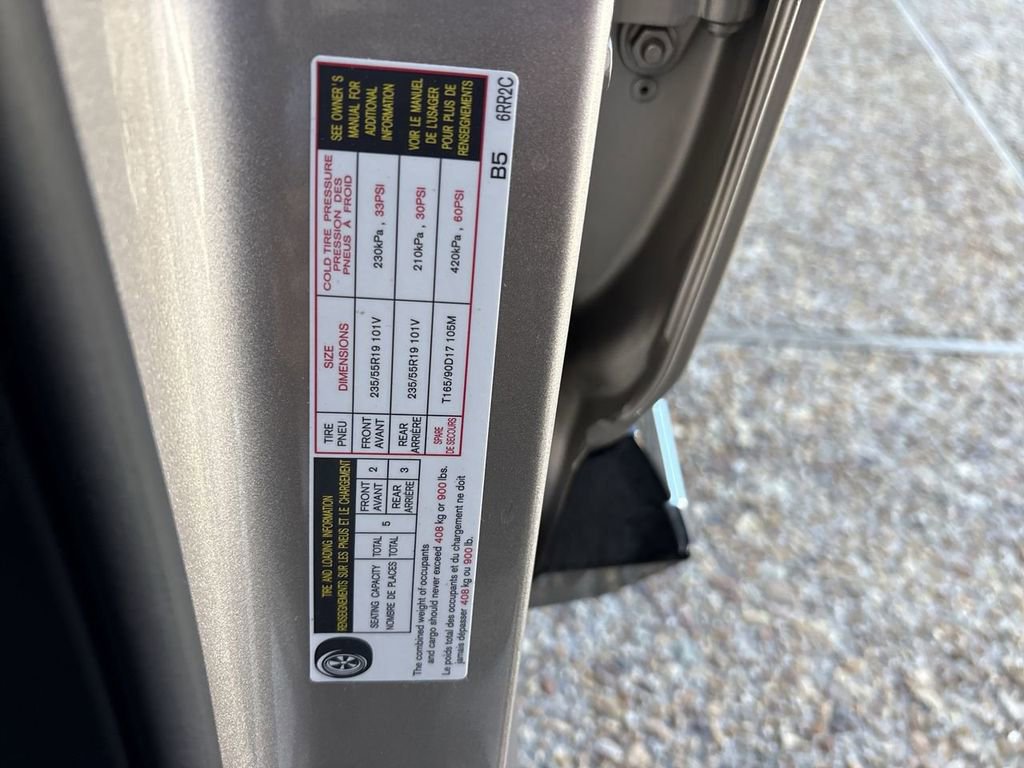 TIRE AND LOADING INFORMATION
RENSEIGNEMENTS SUR LES PNEUS ET LE CHARGEMENT
SEATING CAPACITY
NOMBRE DE PLACES
TOTAL
TOTAL
5
FRONT
AVANT
2
REAR
ARRIÈRE
3
The combined weight of occupants
and cargo should never exceed 408 kg or 900 lbs.
Le poids total des occupants et du chargement ne doit
jamais dépasser 408 kg ou 900 lb.
TIRE
PNEU
SIZE
DIMENSIONS
COLD TIRE PRESSURE
PRESSION DES
PNEUS À FROID
FRONT
AVANT
235/55R19 101V
230kPa , 33PSI
REAR
ARRIÈRE
235/55R19 101V
210kPa , 30PSI
SPARE
DE SECOURS
T165/90D17 105M
420kPa , 60PSI
SEE OWNER'S
MANUAL FOR
ADDITIONAL
INFORMATION
VOIR LE MANUEL
DE L'USAGER
POUR PLUS DE
RENSEIGNEMENTS
B5 6RR2C